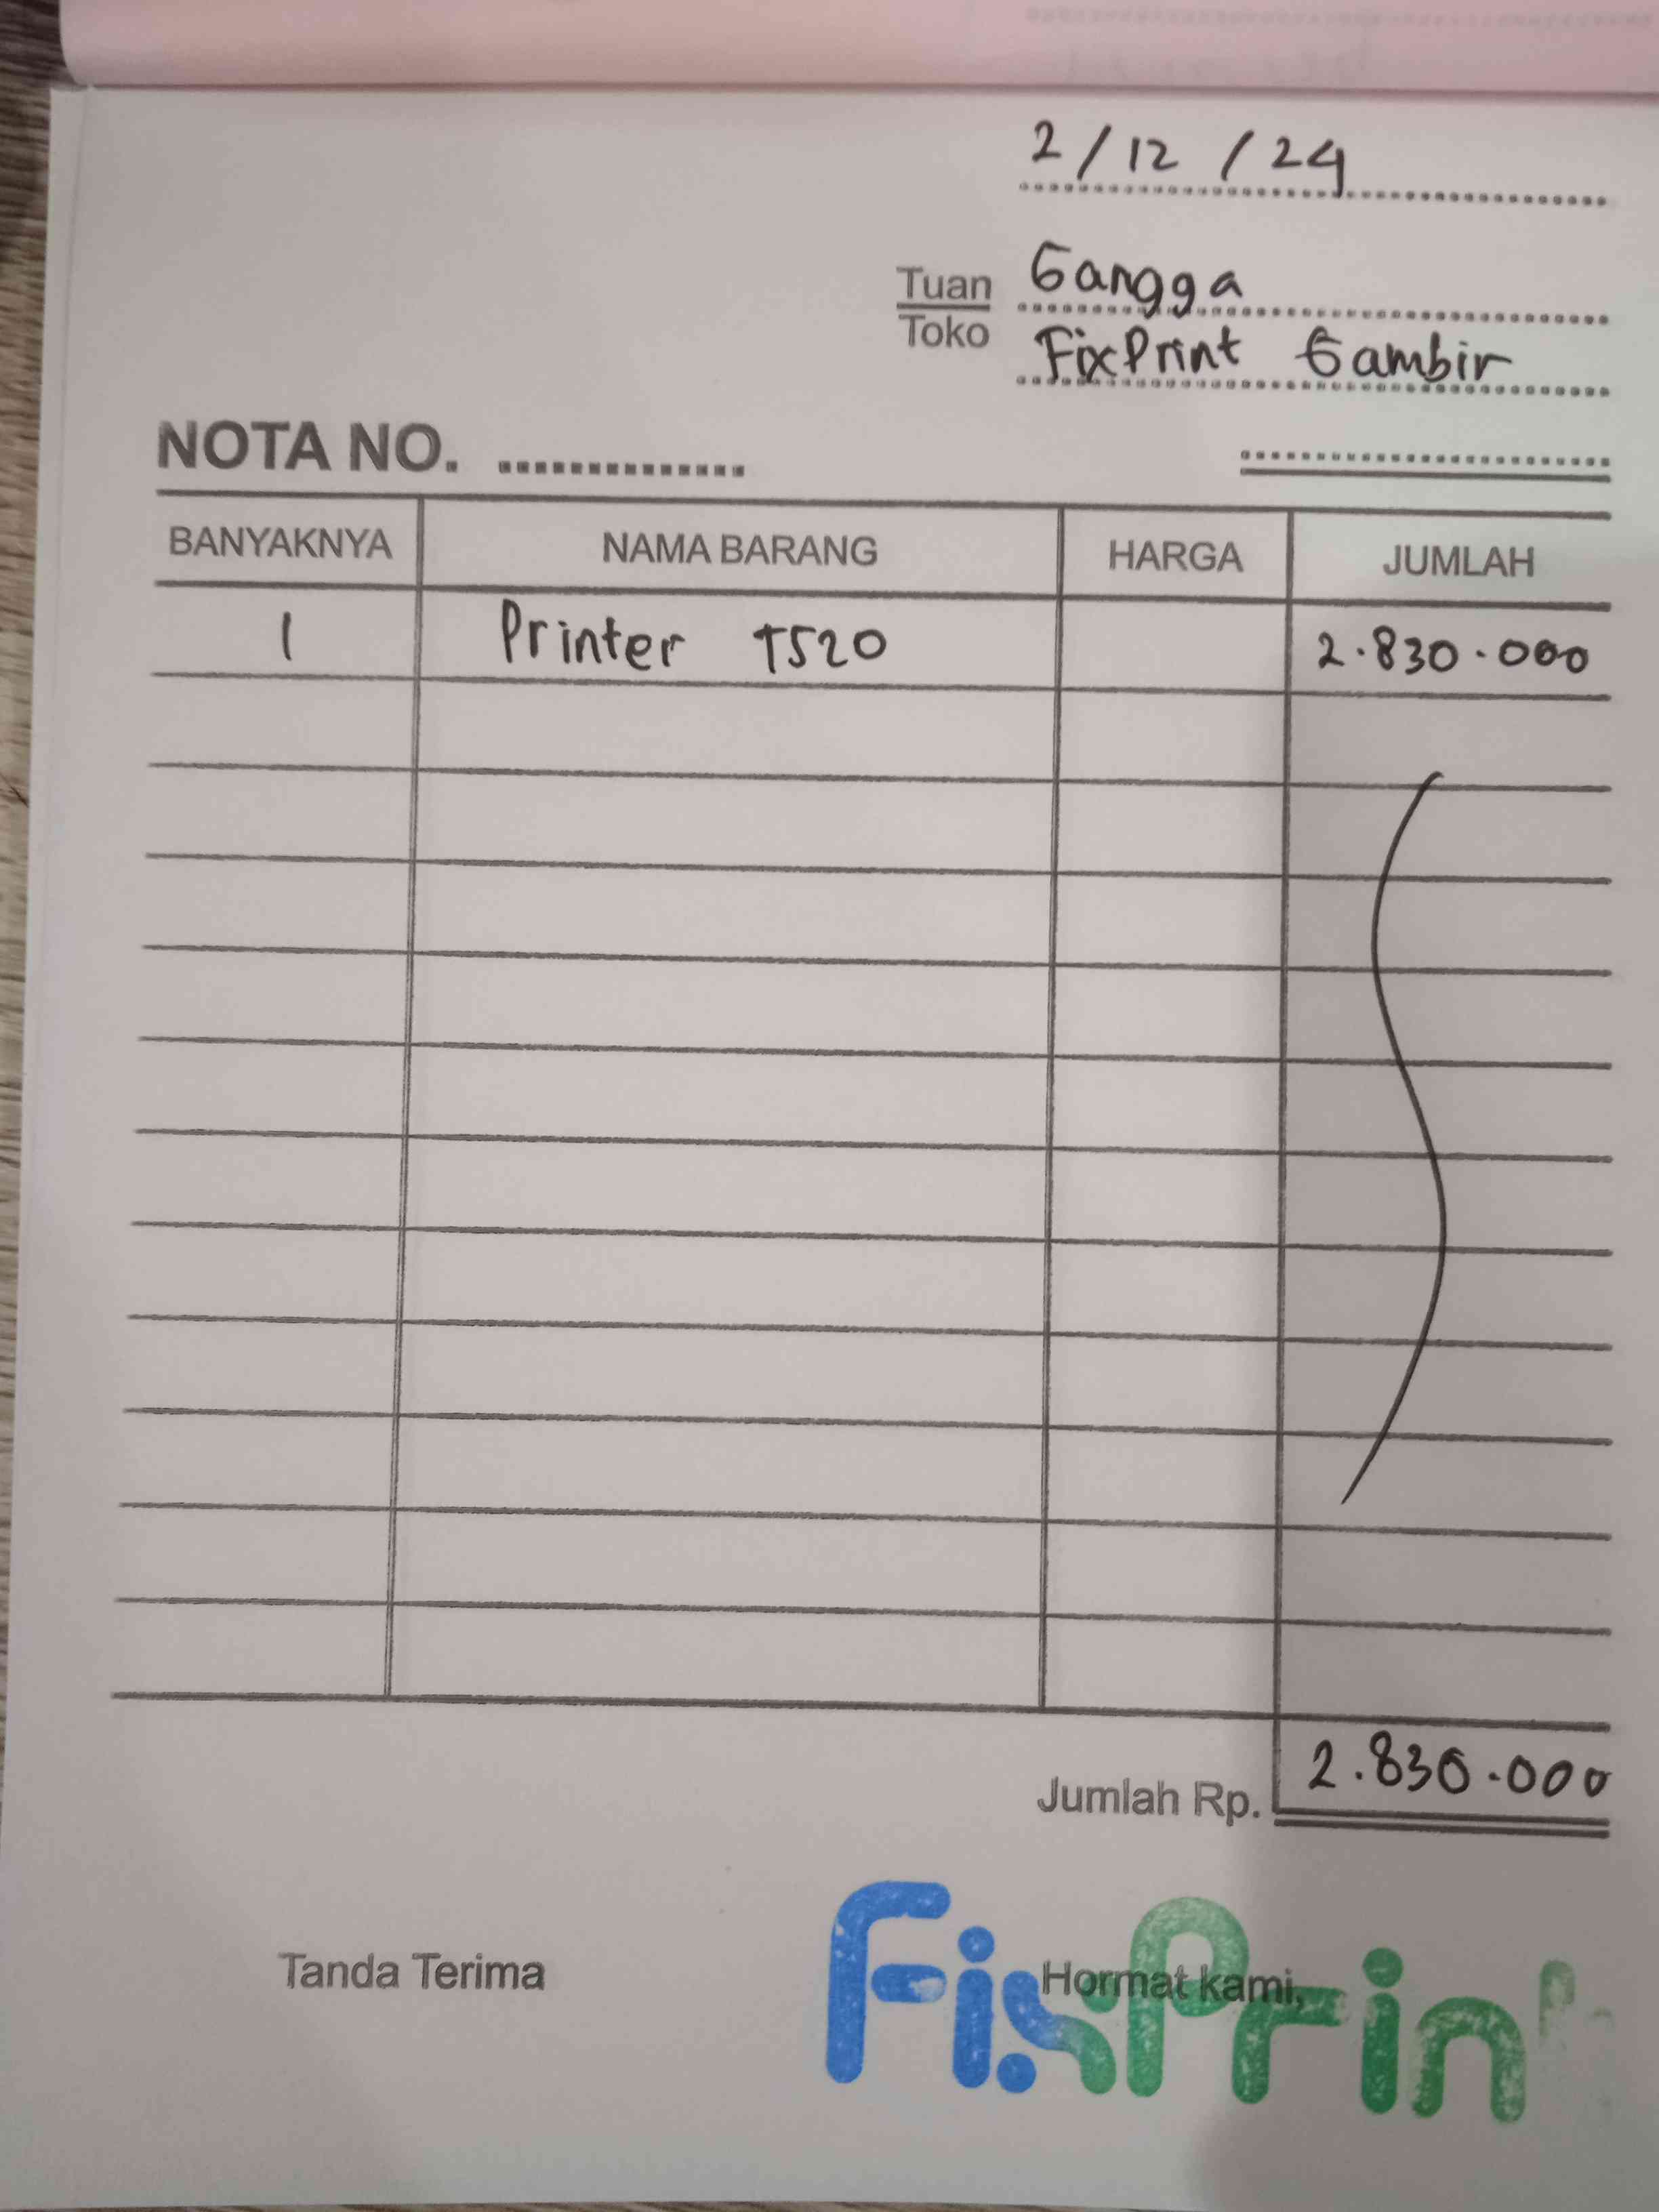 2/12/24
Tuan Gangga
Toko FixPrint Gambir
NOTA NO. ..............
BANYAKNYA NAMA BARANG HARGA JUMLAH
1 Printer T520 2.830.000
Jumlah Rp. 2.830.000
Tanda Terima Hormat kami,
FixPrint